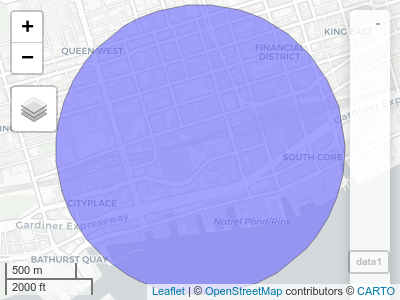 +
−
QUEEN WEST
KING EAST
FINANCIAL
DISTRICT
Gardiner Expressway
SOUTH CORE
CITYPLACE
Gardiner Expressway
Natrel Pond/Rink
BATHURST QUAY
data1
500 m
2000 ft
Leaflet | © OpenStreetMap contributors © CARTO